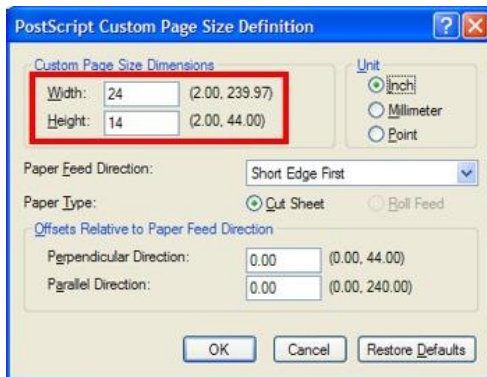 PostScript Custom Page Size Definition
Custom Page Size Dimensions
Width: 24 (2.00, 239.97)
Height: 14 (2.00, 44.00)
Unit
Inch
Millimeter
Point
Paper Feed Direction: Short Edge First
Paper Type: Cut Sheet Roll Feed
Offsets Relative to Paper Feed Direction
Perpendicular Direction: 0.00 (0.00, 44.00)
Parallel Direction: 0.00 (0.00, 240.00)
OK Cancel Restore Defaults